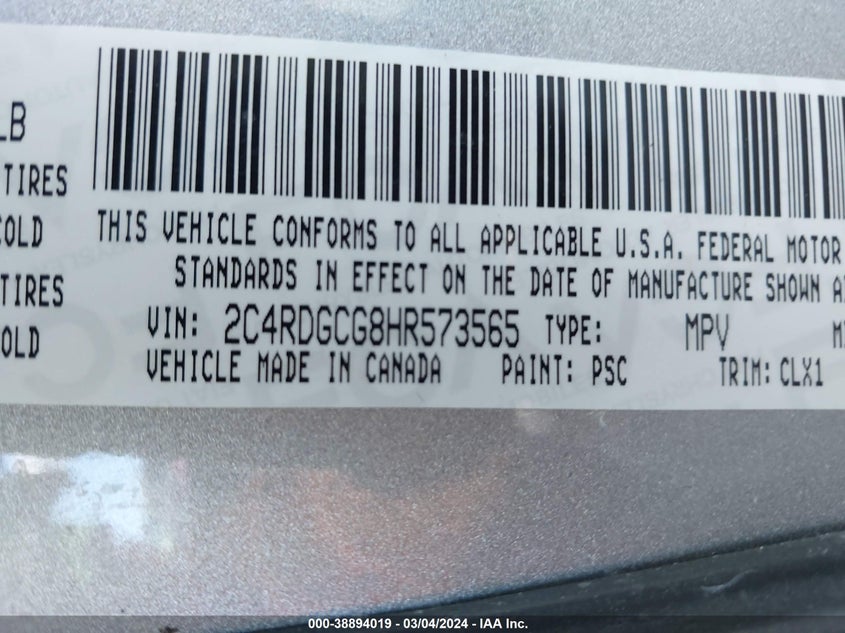 LB
TIRES
COLD
TIRES
OLD
THIS VEHICLE CONFORMS TO ALL APPLICABLE U.S.A. FEDERAL MOTOR
STANDARDS IN EFFECT ON THE DATE OF MANUFACTURE SHOWN
VIN: 2C4RDGCG8HR573565 TYPE: MPV
VEHICLE MADE IN CANADA PAINT: PSC TRIM: CLX1
000-38894019 - 03/04/2024 - IAA Inc.